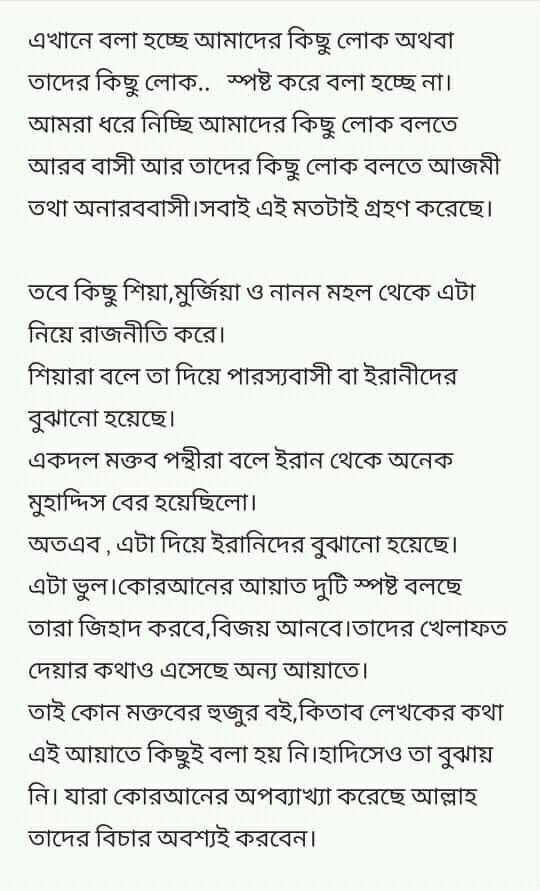 এখানে বলা হচ্ছে আমাদের কিছু লোক অথবা
তাদের কিছু লোক.. স্পষ্ট করে বলা হচ্ছে না।
আমরা ধরে নিচ্ছি আমাদের কিছু লোক বলতে
আরব বাসী আর তাদের কিছু লোক বলতে আজমী
তথা অনারববাসী।সবাই এই মতটাই গ্রহণ করেছে।
তবে কিছু শিয়া,মুর্জিয়া ও নানন মহল থেকে এটা
নিয়ে রাজনীতি করে।
শিয়ারা বলে তা দিয়ে পারস্যবাসী বা ইরানীদের
বুঝানো হয়েছে।
একদল মক্তব পন্থীরা বলে ইরান থেকে অনেক
মুহাদ্দিস বের হয়েছিলো।
অতএব , এটা দিয়ে ইরানিদের বুঝানো হয়েছে।
এটা ভুল।কোরআনের আয়াত দুটি স্পষ্ট বলছে
তারা জিহাদ করবে,বিজয় আনবে।তাদের খেলাফত
দেয়ার কথাও এসেছে অন্য আয়াতে।
তাই কোন মক্তবের হুজুর বই,কিতাব লেখকের কথা
এই আয়াতে কিছুই বলা হয় নি।হাদিসেও তা বুঝায়
নি। যারা কোরআনের অপব্যাখ্যা করেছে আল্লাহ
তাদের বিচার অবশ্যই করবেন।